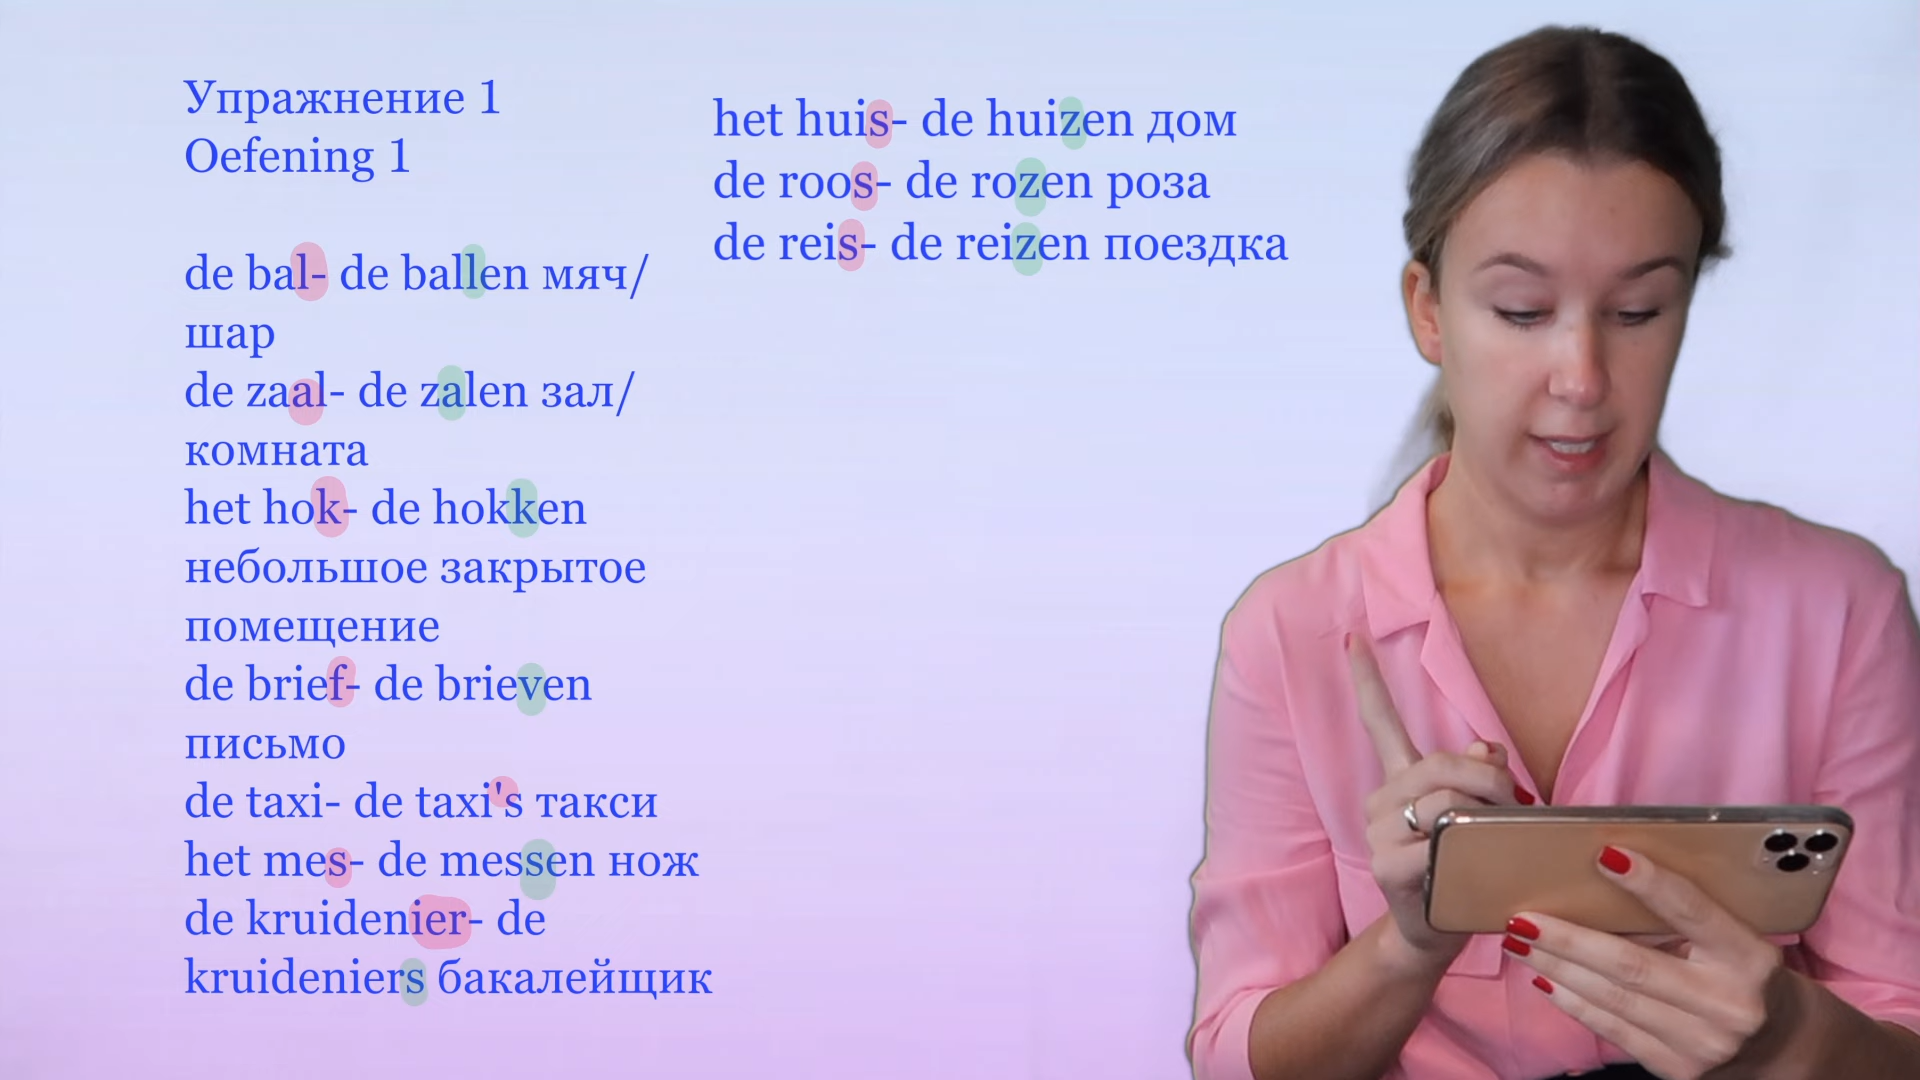 Упражнение 1
Oefening 1
de bal- de ballen мяч/
шар
de zaal- de zalen зал/
комната
het hok- de hokken
небольшое закрытое
помещение
de brief- de brieven
письмо
de taxi- de taxi's такси
het mes- de messen нож
de kruidenier- de
kruideniers бакалейщик
het huis- de huizen дом
de roos- de rozen роза
de reis- de reizen поездка